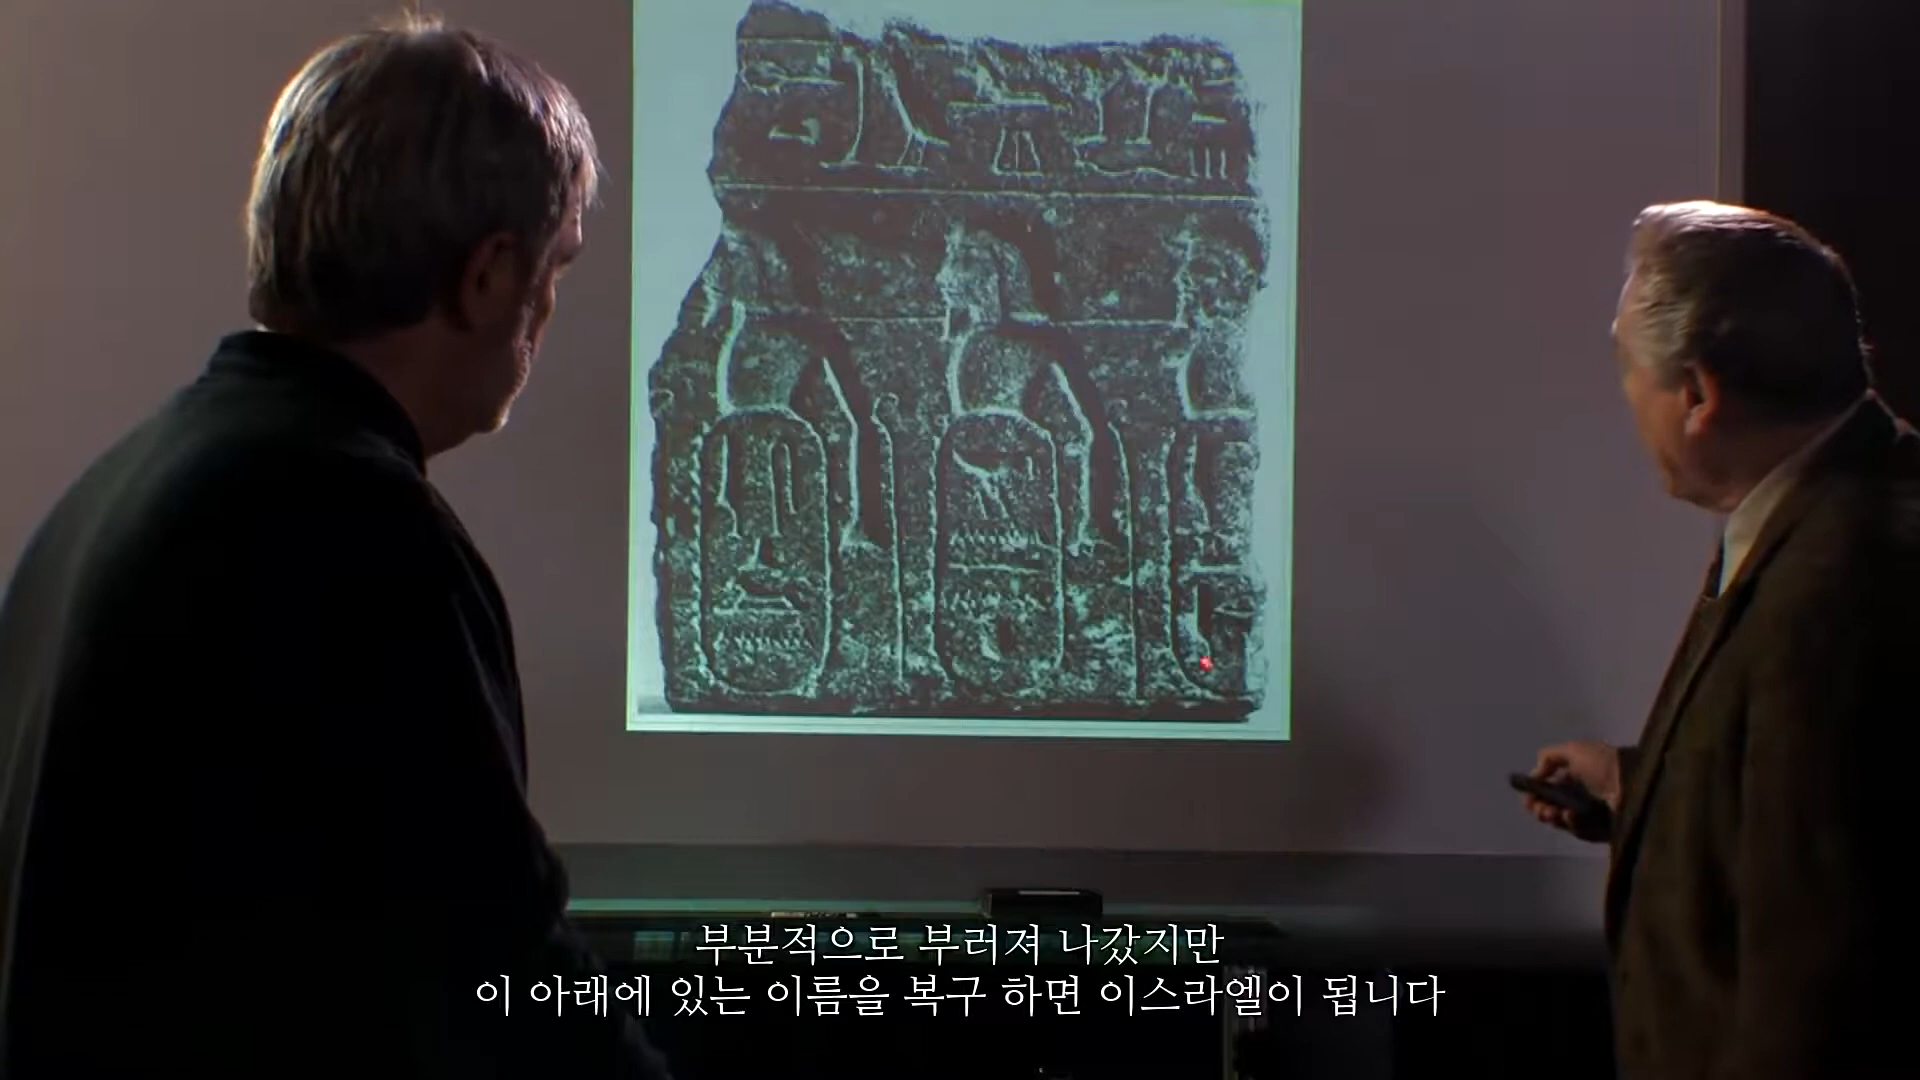 부분적으로 부러져 나갔지만
이 아래에 있는 이름을 복구 하면 이스라엘이 됩니다